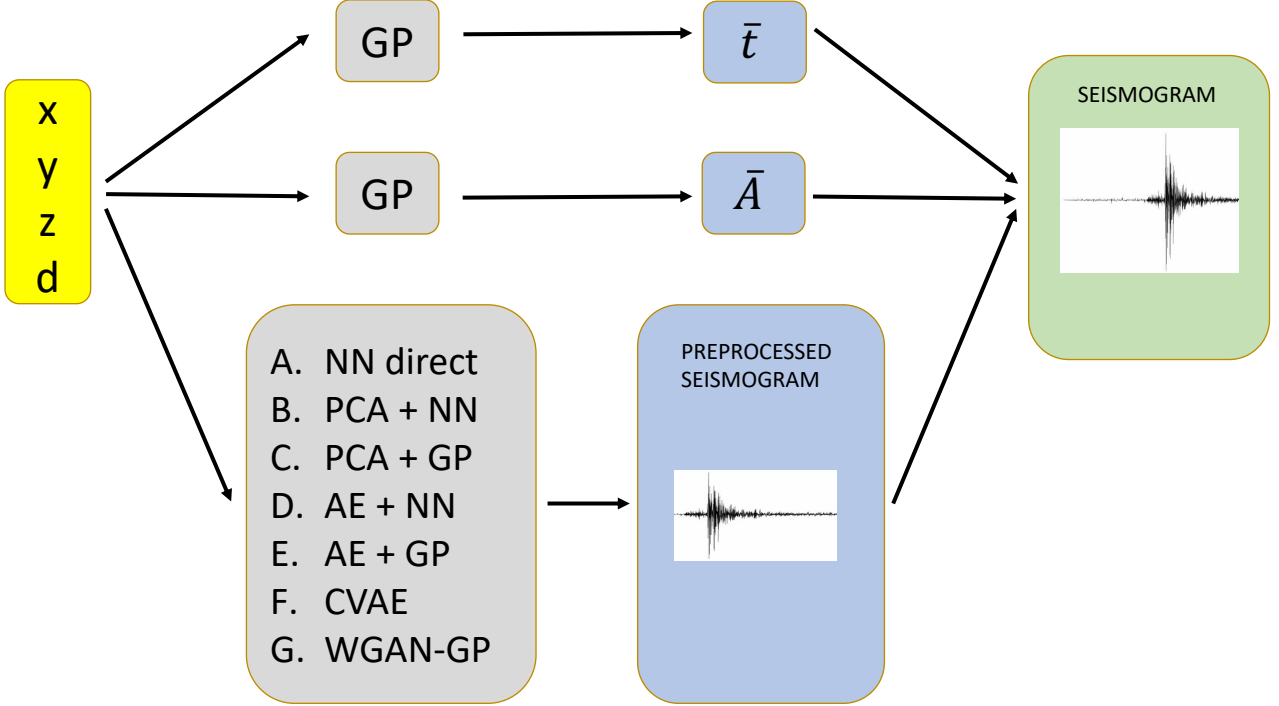 x
y
z
d
GP
t̄
GP
Ā
A. NN direct
B. PCA + NN
C. PCA + GP
D. AE + NN
E. AE + GP
F. CVAE
G. WGAN-GP
PREPROCESSED
SEISMOGRAM
SEISMOGRAM